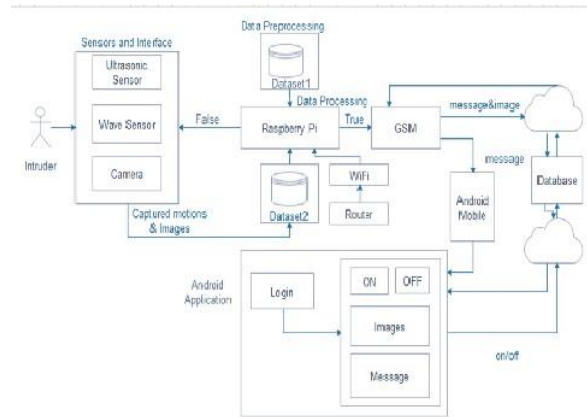 Data Preprocessing
Sensors and Interface
Ultrasonic
Sensor
Dataset1
Data Processing
message&image
Wave Sensor
False
Raspberry Pi
True
GSIM
Intruder
message
WiFi
Database
Camera
Dataset2
Android
Mobile
Router
Captured motions
& Images
Android
Application
Login
ON
OFF
Images
on/off
Message